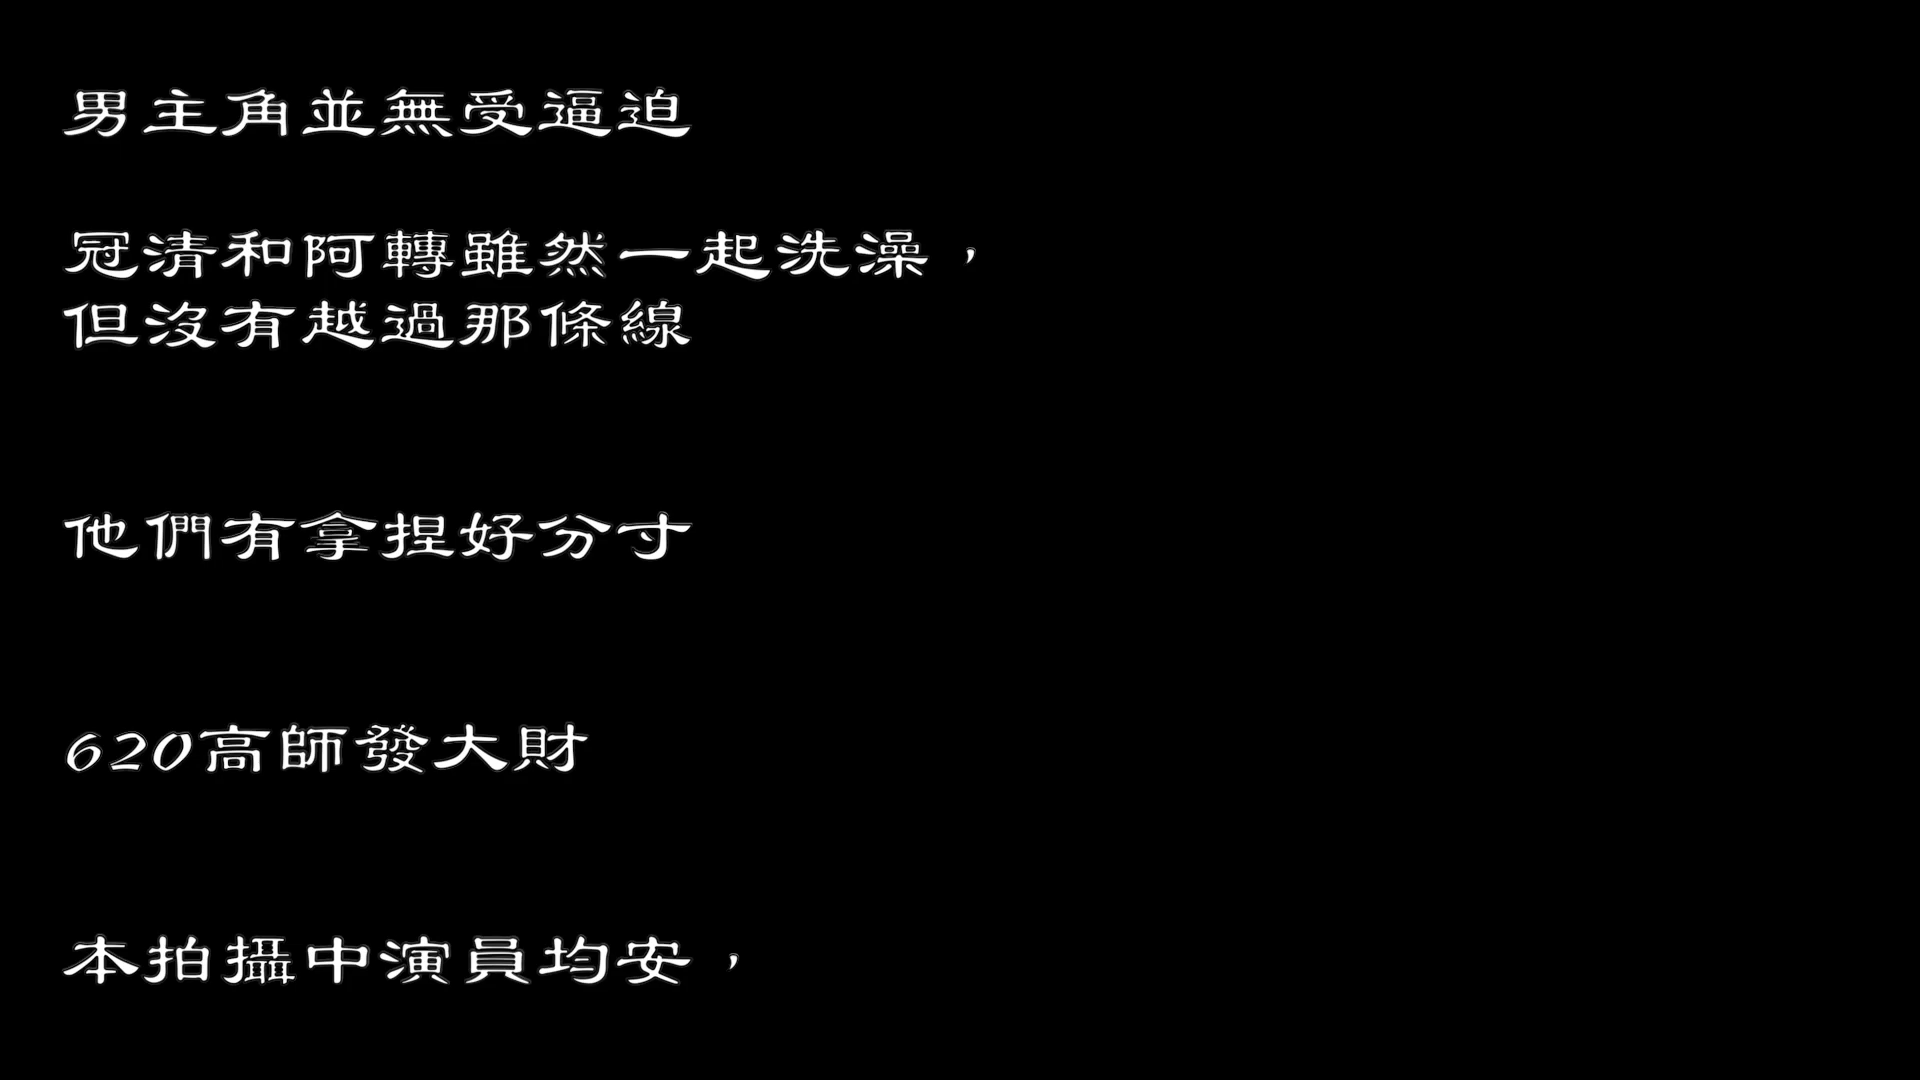 男主角並無受逼迫
冠清和阿轉雖然一起洗澡，
但沒有越過那條線
他們有拿捏好分寸
620高師發大財
本拍攝中演員均安，